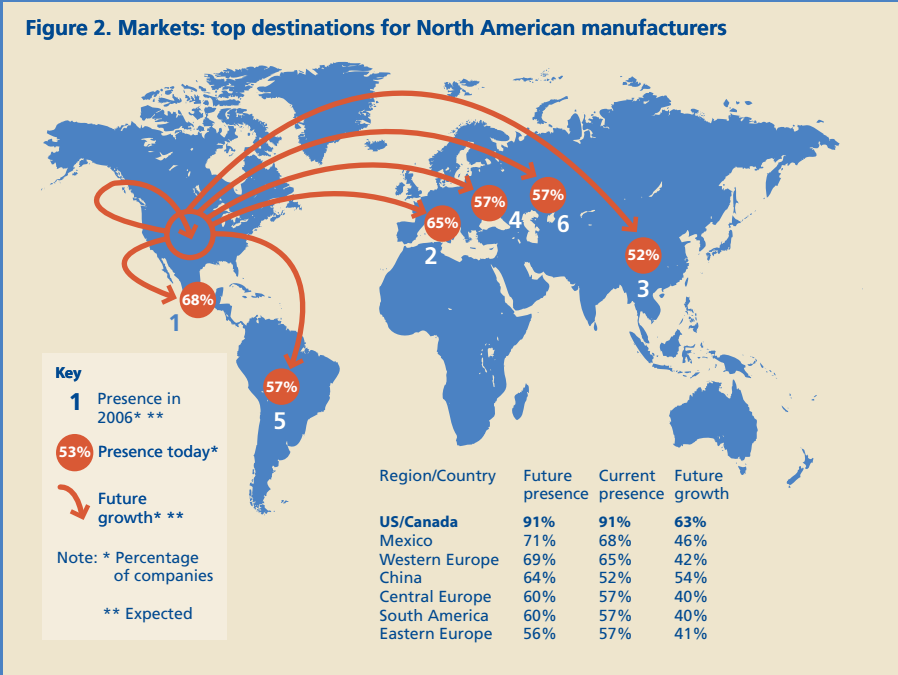 Figure 2. Markets: top destinations for North American manufacturers
57%
57%
65%
4
6
2
52%
3
68%
1
57%
5
Key
1 Presence in
2006* **
53% Presence today*
Future
growth* **
Note: * Percentage
of companies
** Expected
Region/Country Future Current Future
presence presence growth
US/Canada 91% 91% 63%
Mexico 71% 68% 46%
Western Europe 69% 65% 42%
China 64% 52% 54%
Central Europe 60% 57% 40%
South America 60% 57% 40%
Eastern Europe 56% 57% 41%